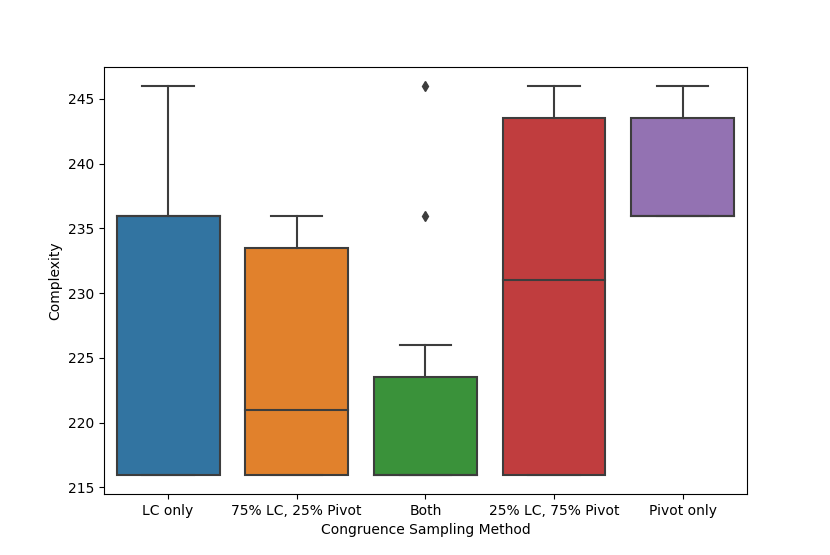 245
240
235
230
225
220
215
Complexity
LC only
75% LC, 25% Pivot
Both
25% LC, 75% Pivot
Pivot only
Congruence Sampling Method